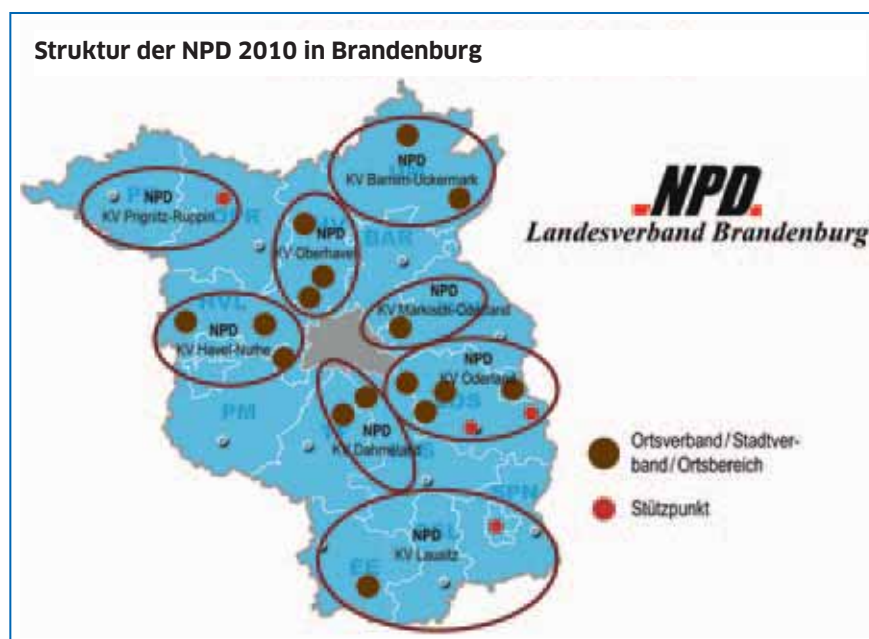 Struktur der NPD 2010 in Brandenburg
NPD
KV Barnim-Uckermark
NPD
KV Prignitz-Ruppin
NPD
KV Oberhavel
BAR
NPD
Landesverband Brandenburg
NPD
KV Märkisch-Oderland
HVL
NPD
KV Havel-Nuthe
NPD
KV Oderland
PM
NPD
KV Dahmeland
SPN
NPD
KV Lausitz
EE
Ortsverband / Stadtver-
band / Ortsbereich
Stützpunkt